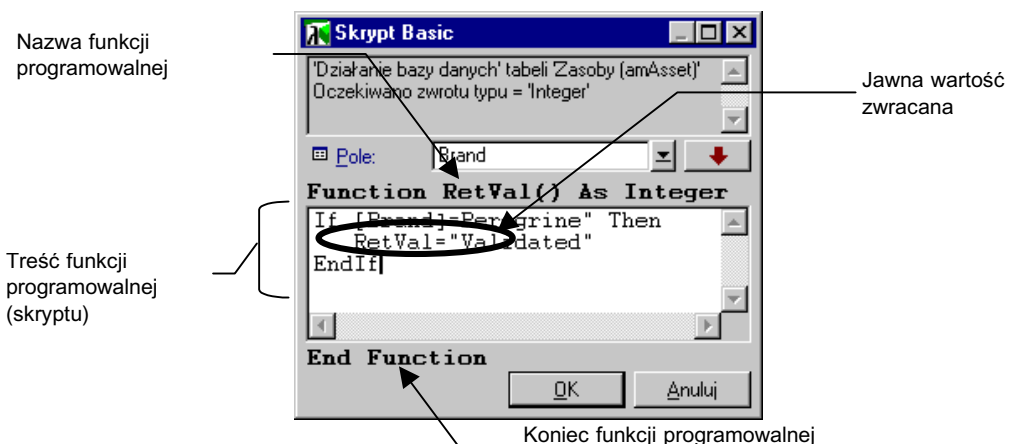 Nazwa funkcji
programowalnej
Skrypt Basic
'Działanie bazy danych' tabeli 'Zasoby (amAsset)'
Oczekiwano zwrotu typu = 'Integer'
Jawna wartość
zwracana
Pole:
Brand
Function RetVal() As Integer
If [Brand]=Peregrine" Then
RetVal="Validated"
EndIf
Treść funkcji
programowalnej
(skryptu)
End Function
OK
Anuluj
Koniec funkcji programowalnej